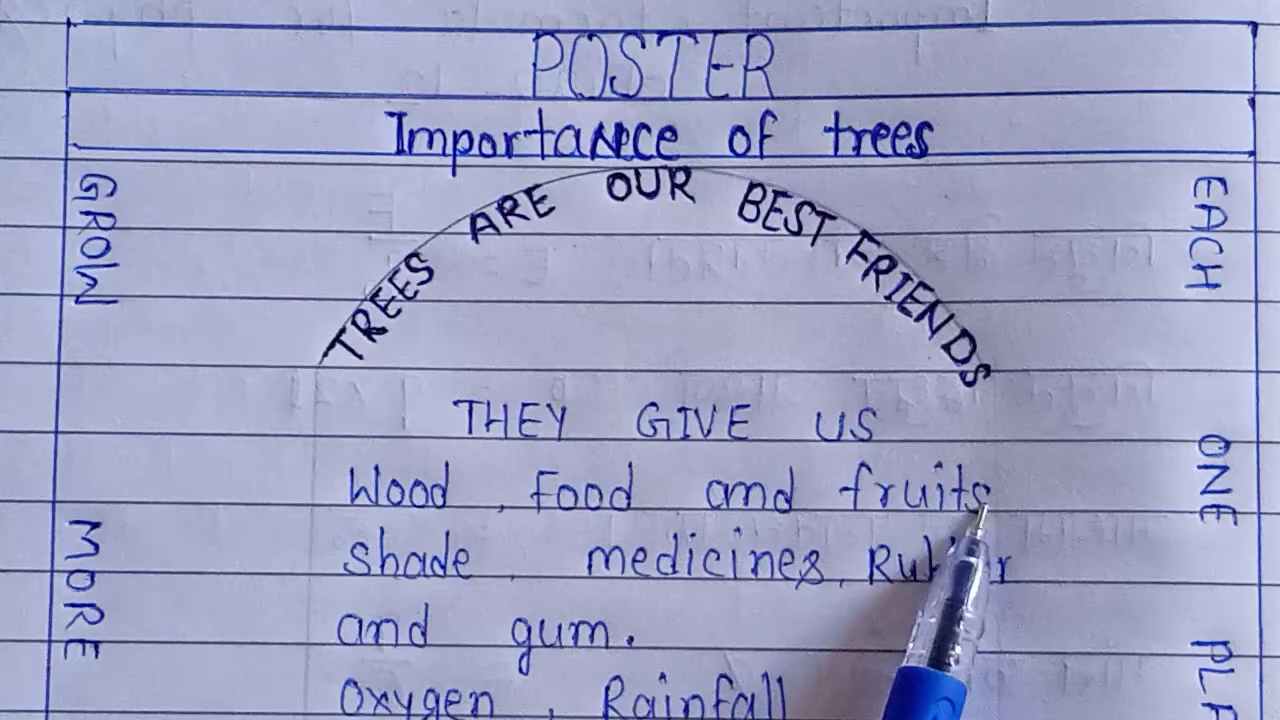 POSTER
Importance of trees
TREES ARE OUR BEST FRIENDS
THEY GIVE US
Wood, Food and fruits
shade, medicines,
and gum.
Oxygen, Rainfall
GROW
MORE
EACH
ONE